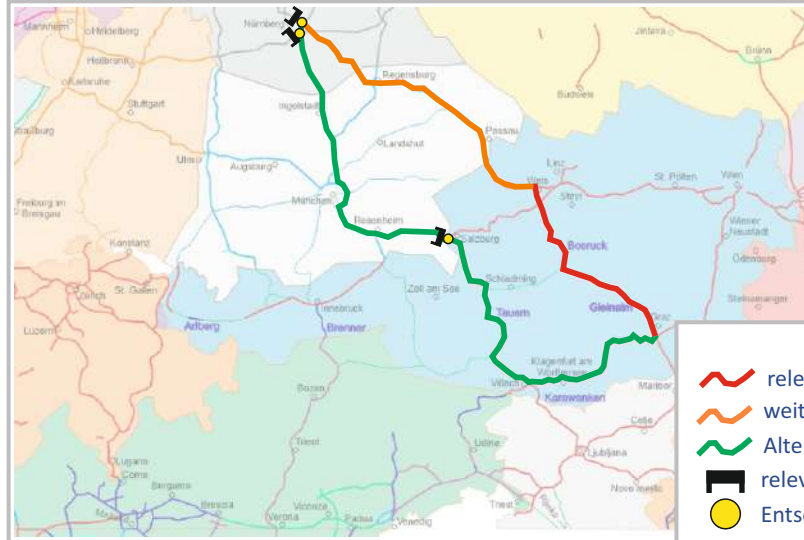 Mannheim
Heidelberg
Nürnberg
Jihlava
Brünn
Heilbronn
Karlsruhe
Regensburg
Budweis
Stuttgart
Ingolstadt
Straßburg
Landshut
Passau
Ulm
Augsburg
Linz
Wels
Steyr
St. Pölten
Wien
Freiburg im
Breisgau
München
Rosenheim
Salzburg
Wiener
Neustadt
Bosruck
Konstanz
Ödenburg
Zürich
St. Gallen
Zell am See
Schladming
Steinamanger
Luzern
Arlberg
Innsbruck
Brenner
Tauern
Gleinalm
Graz
Klagenfurt am
Wörthersee
Villach
Karawanken
Bozen
Maribor
Celje
Udine
Ljubljana
Lugano
Como
Bergamo
Novo mesto
Brescia
Vicenza
Verona
Padua
Venedig
Triest
Rijeka
rele
weit
Alte
relev
Entsc